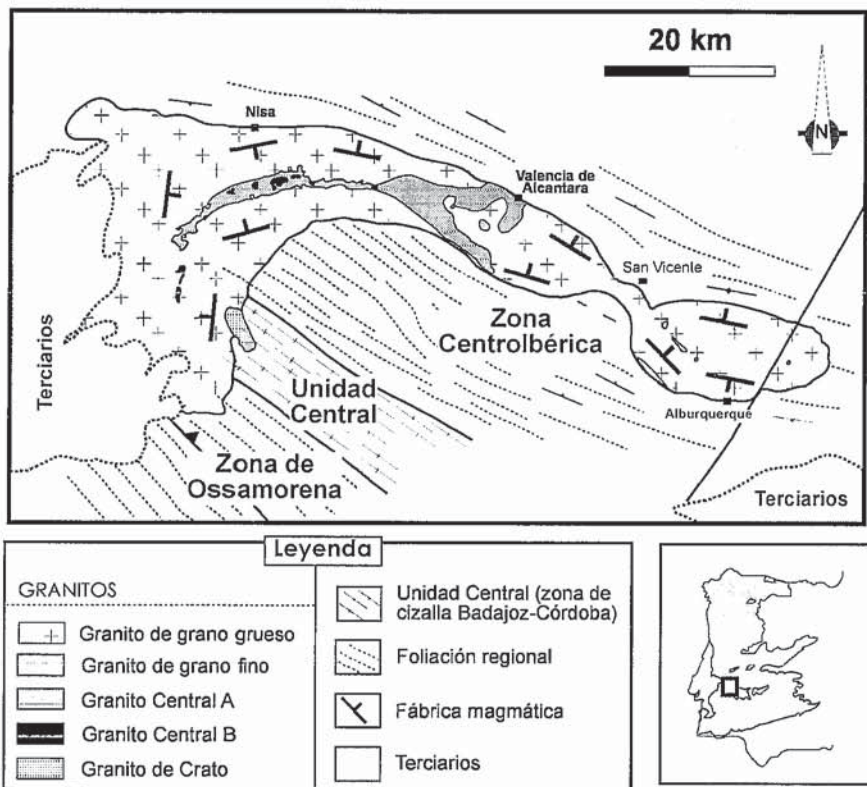 20 km
N
Nisa
Valencia de
Alcantara
San Vicente
Zona
CentroIbérica
Terciarios
Unidad
Central
Alburquerque
Zona de
Ossamorena
Terciarios
Leyenda
GRANITOS
Granito de grano grueso
Granito de grano fino
Granito Central A
Granito Central B
Granito de Crato
Unidad Central (zona de
cizalla Badajoz-Córdoba)
Foliación regional
Fábrica magmática
Terciarios